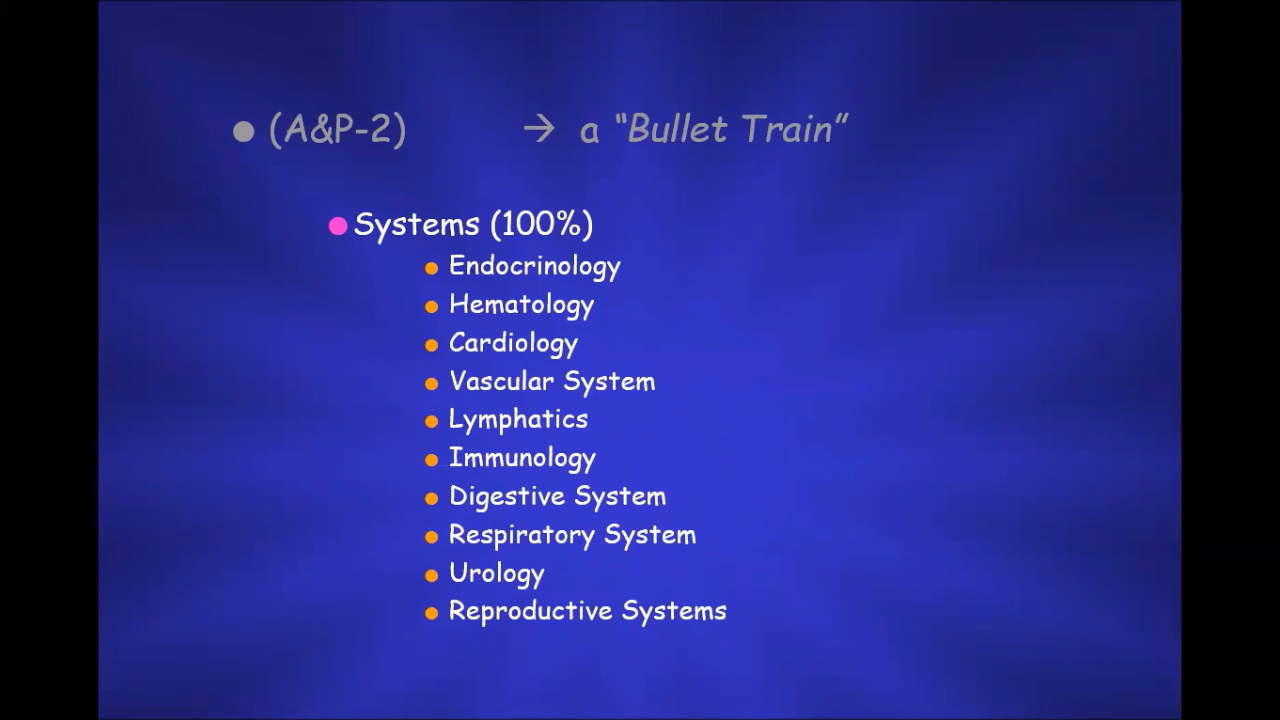 ● (A&P-2) → a “Bullet Train”
● Systems (100%)
● Endocrinology
● Hematology
● Cardiology
● Vascular System
● Lymphatics
● Immunology
● Digestive System
● Respiratory System
● Urology
● Reproductive Systems